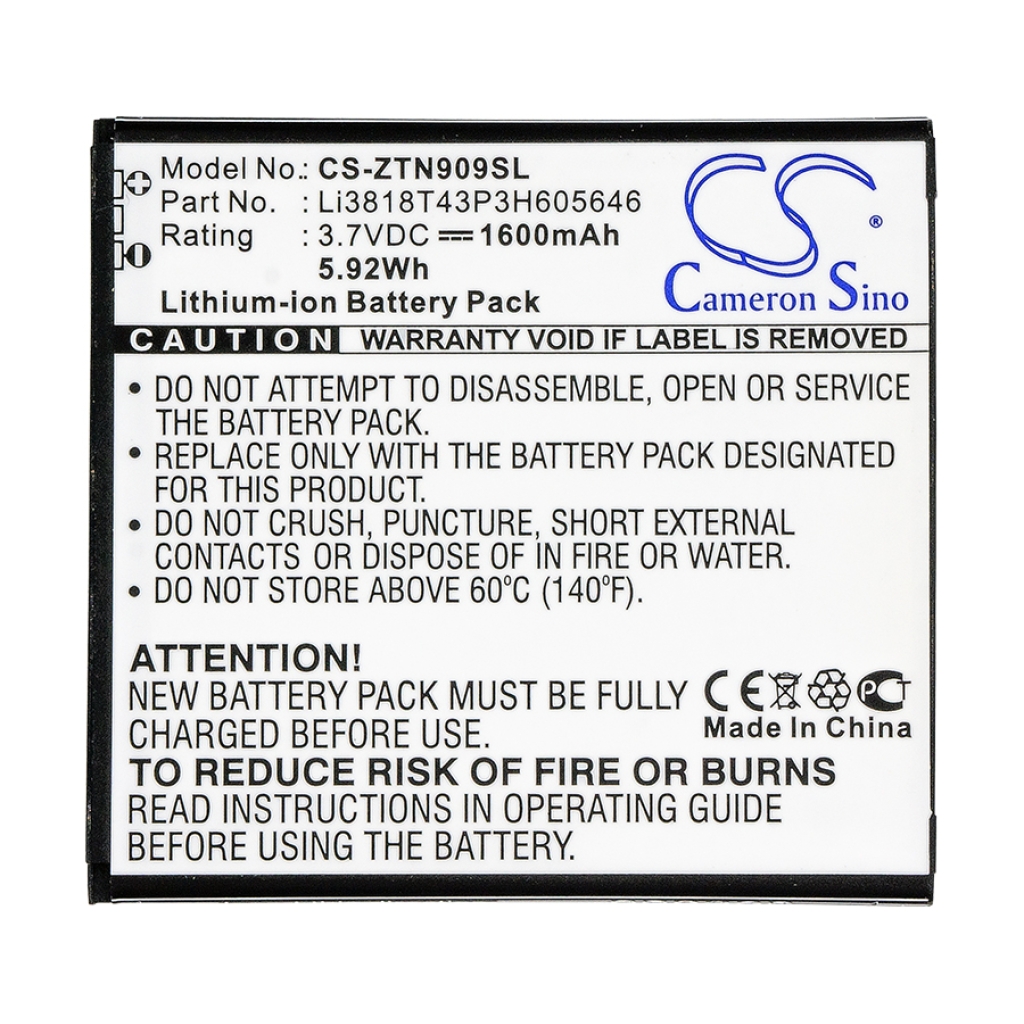 Model No.: CS-ZTN909SL
Part No. : Li3818T43P3H605646
Rating : 3.7VDC 1600mAh
5.92Wh
Lithium-ion Battery Pack
CS ®
Cameron Sino
CAUTION WARRANTY VOID IF LABEL IS REMOVED
• DO NOT ATTEMPT TO DISASSEMBLE, OPEN OR SERVICE
THE BATTERY PACK.
• REPLACE ONLY WITH THE BATTERY PACK DESIGNATED
FOR THIS PRODUCT.
• DO NOT CRUSH, PUNCTURE, SHORT EXTERNAL
CONTACTS OR DISPOSE OF IN FIRE OR WATER.
• DO NOT STORE ABOVE 60°C (140°F).
ATTENTION!
NEW BATTERY PACK MUST BE FULLY
CHARGED BEFORE USE.
CE PCT
Made In China
TO REDUCE RISK OF FIRE OR BURNS
READ INSTRUCTIONS IN OPERATING GUIDE
BEFORE USING THE BATTERY.